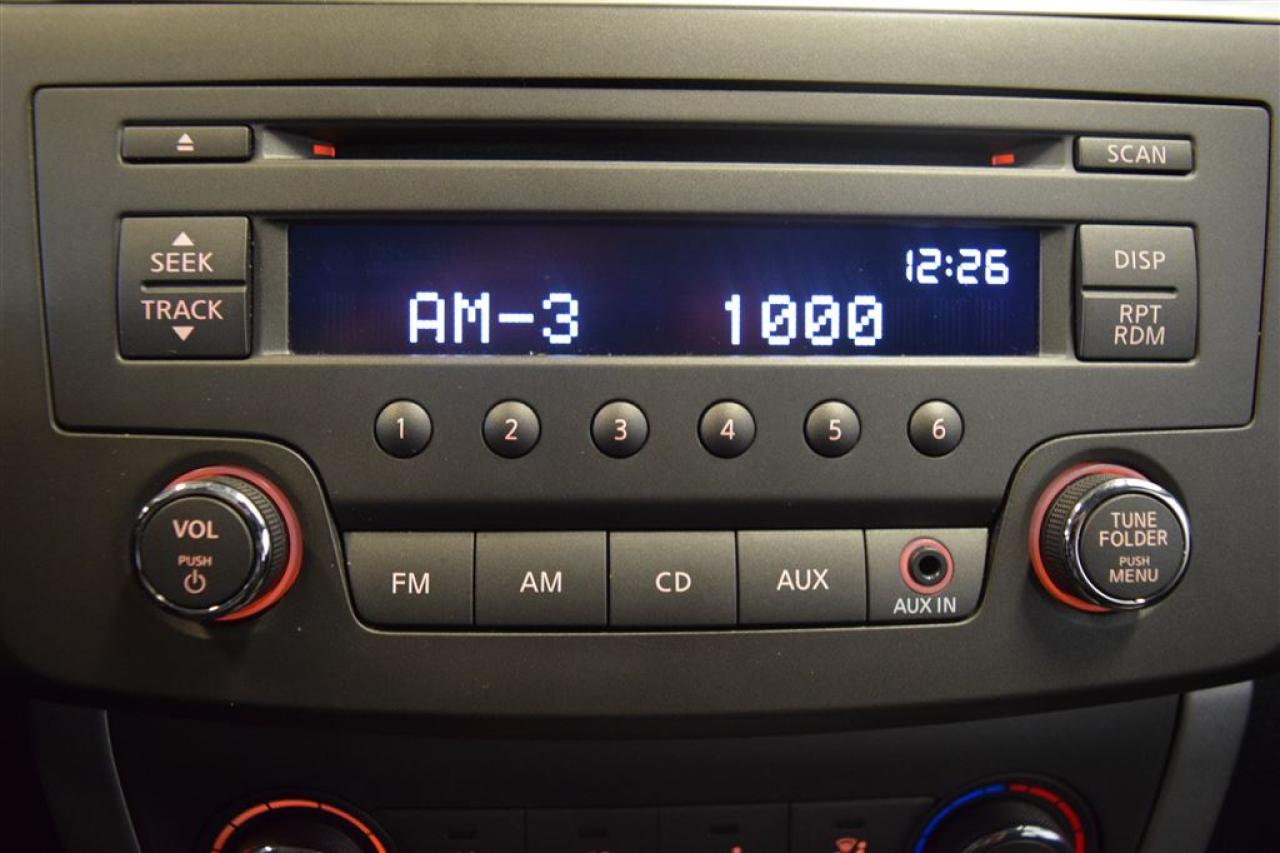 SCAN
SEEK
TRACK
12:26
AM-3 1000
DISP
RPT
RDM
1 2 3 4 5 6
VOL
PUSH
FM AM CD AUX
AUX IN
TUNE
FOLDER
PUSH
MENU